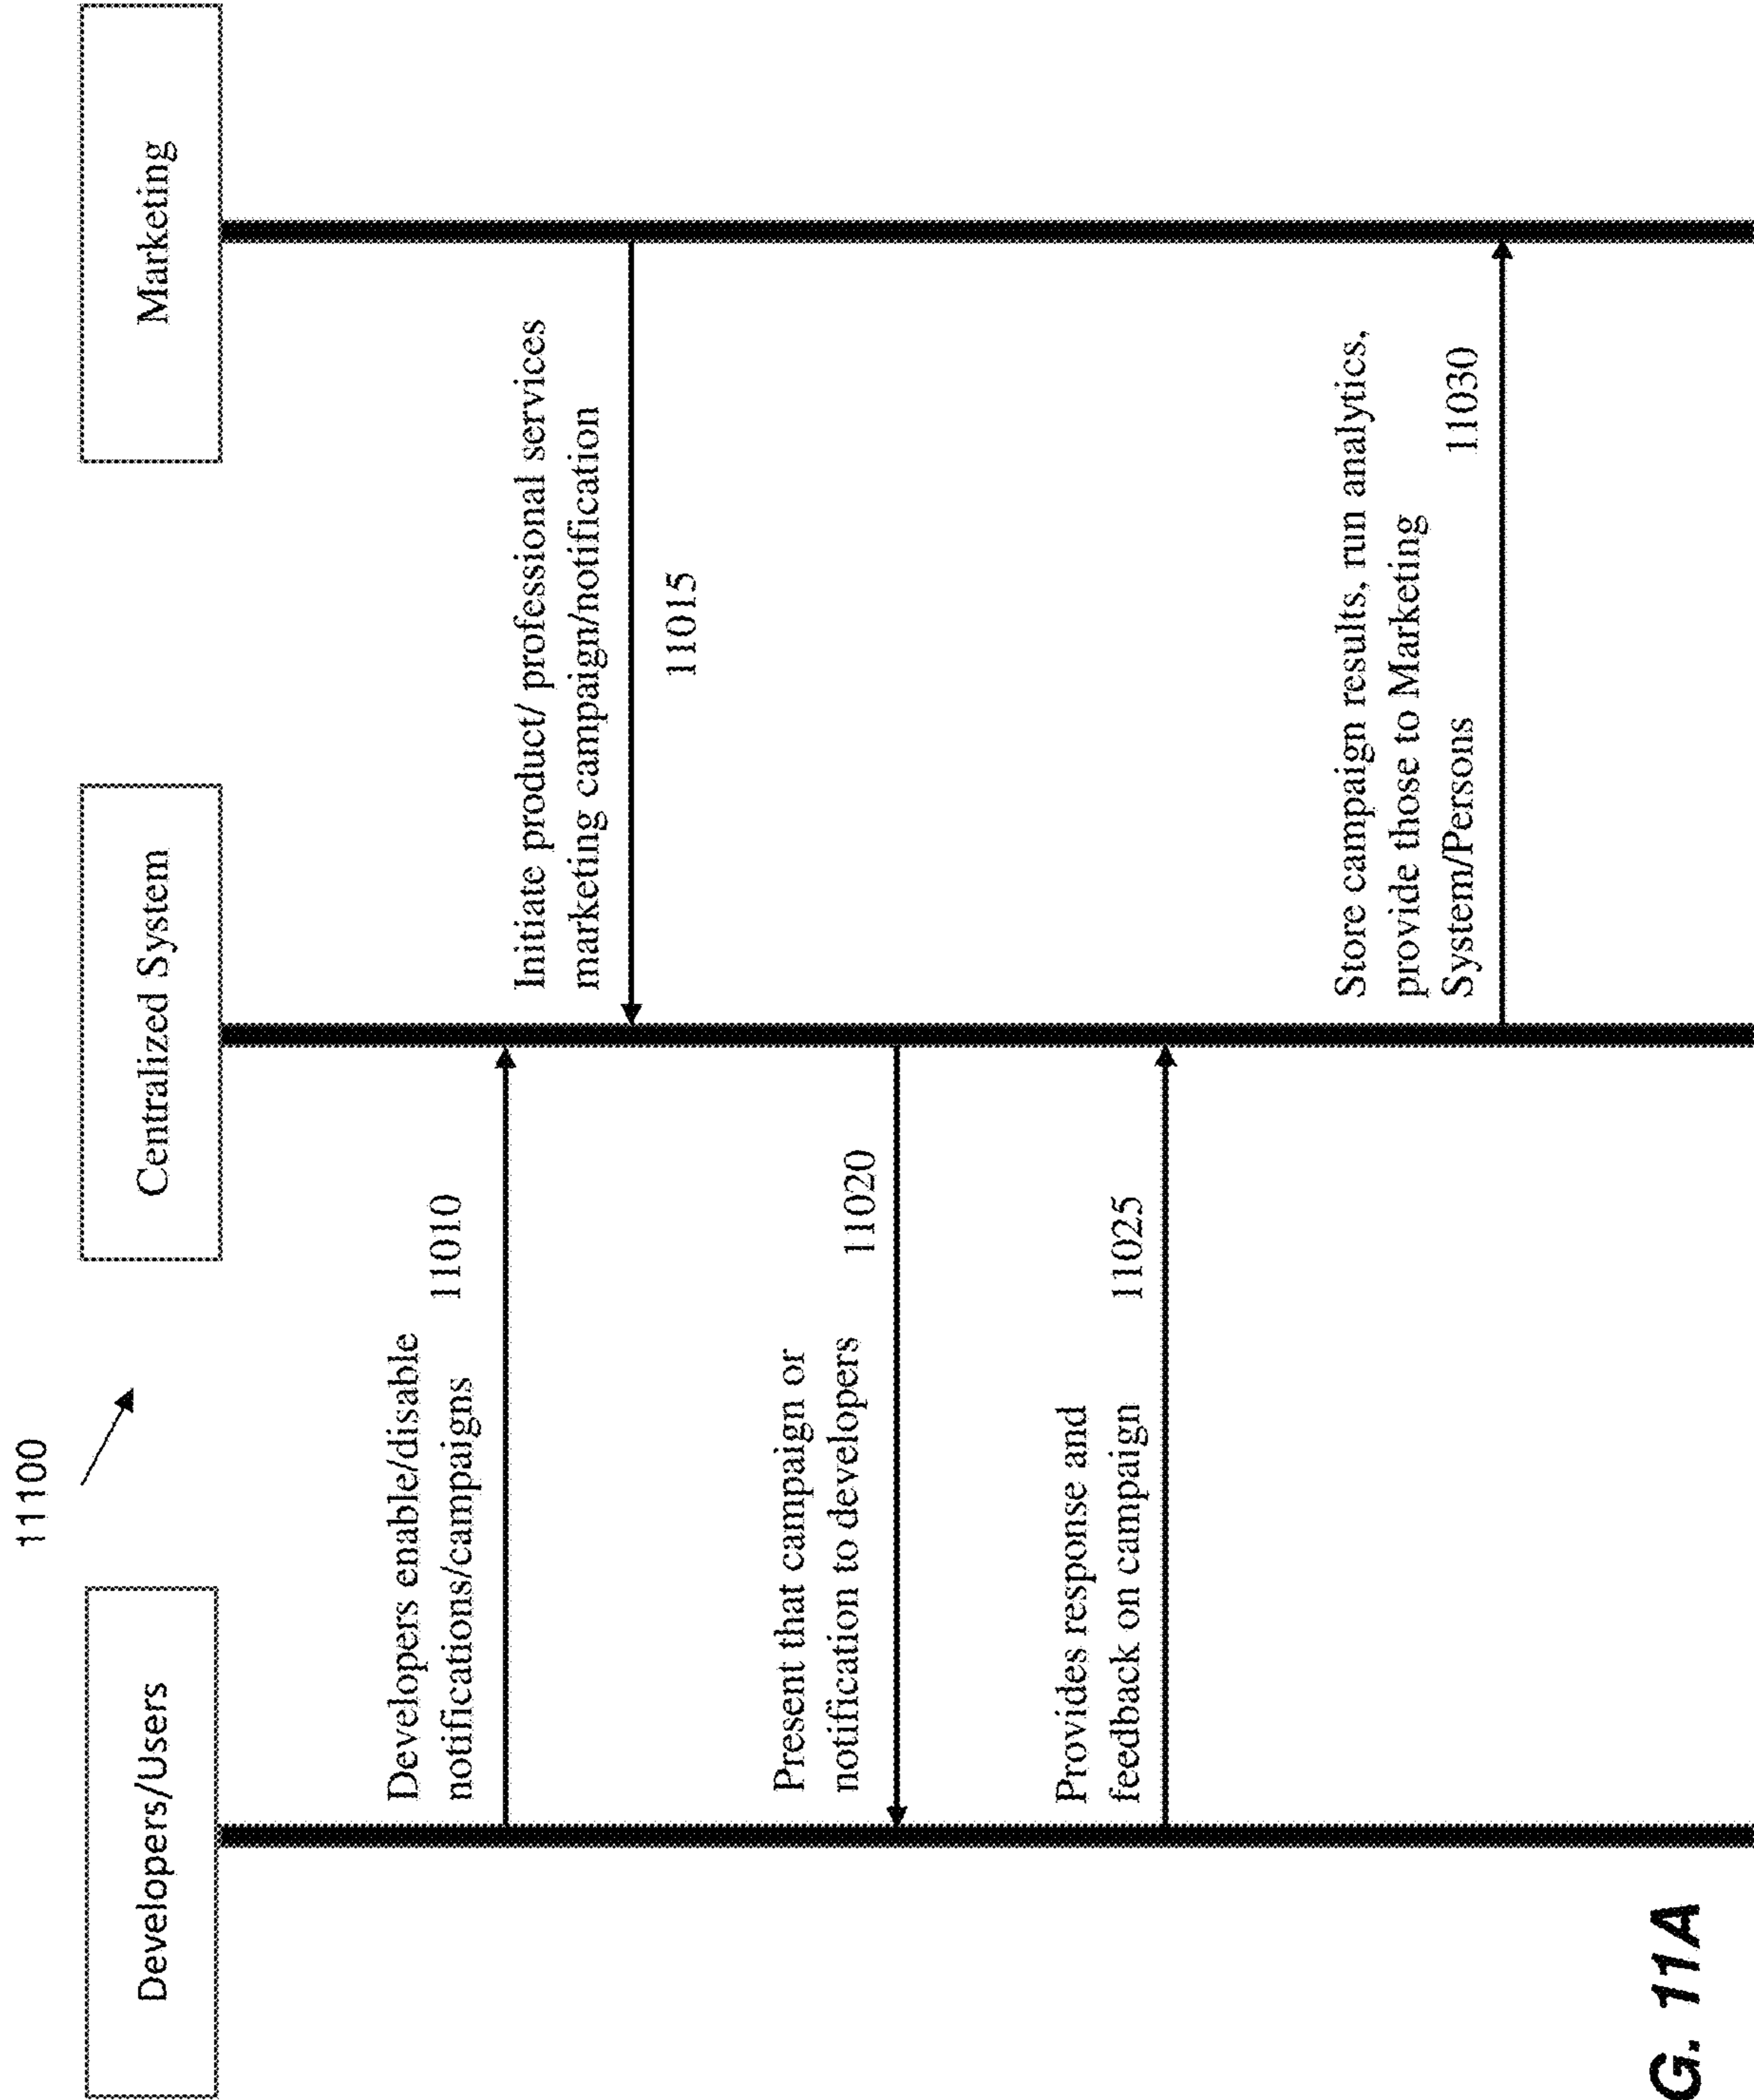 11100
Developers/Users
Centralized System
Marketing
Developers enable/disable
notifications/campaigns
11010
Initiate product/ professional services
marketing campaign/notification
11015
Present that campaign or
notification to developers
11020
Provides response and
feedback on campaign
11025
Store campaign results, run analytics,
provide those to Marketing
System/Persons
11030
G. 11A